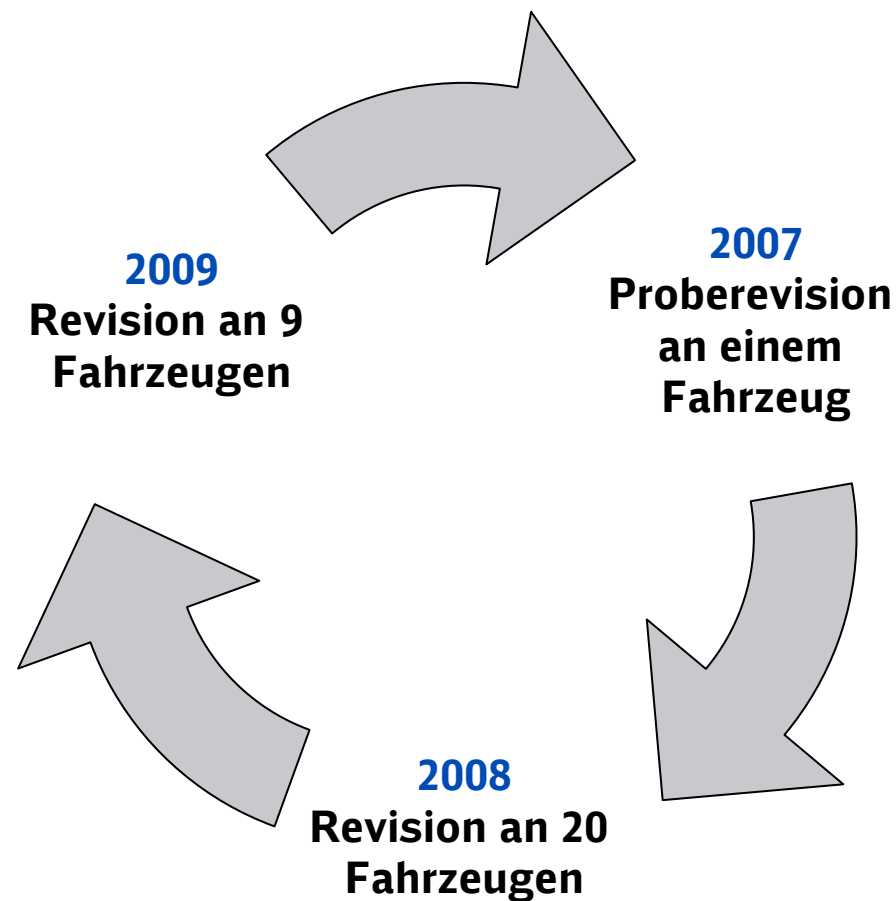 2007
Proberevision
an einem
Fahrzeug
2008
Revision an 20
Fahrzeugen
2009
Revision an 9
Fahrzeugen